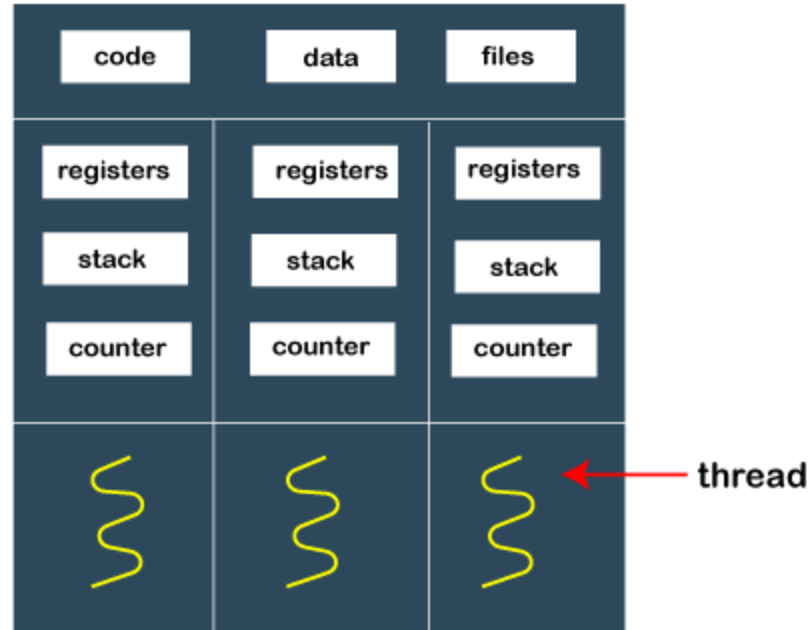 code data files
registers registers registers
stack stack stack
counter counter counter
thread